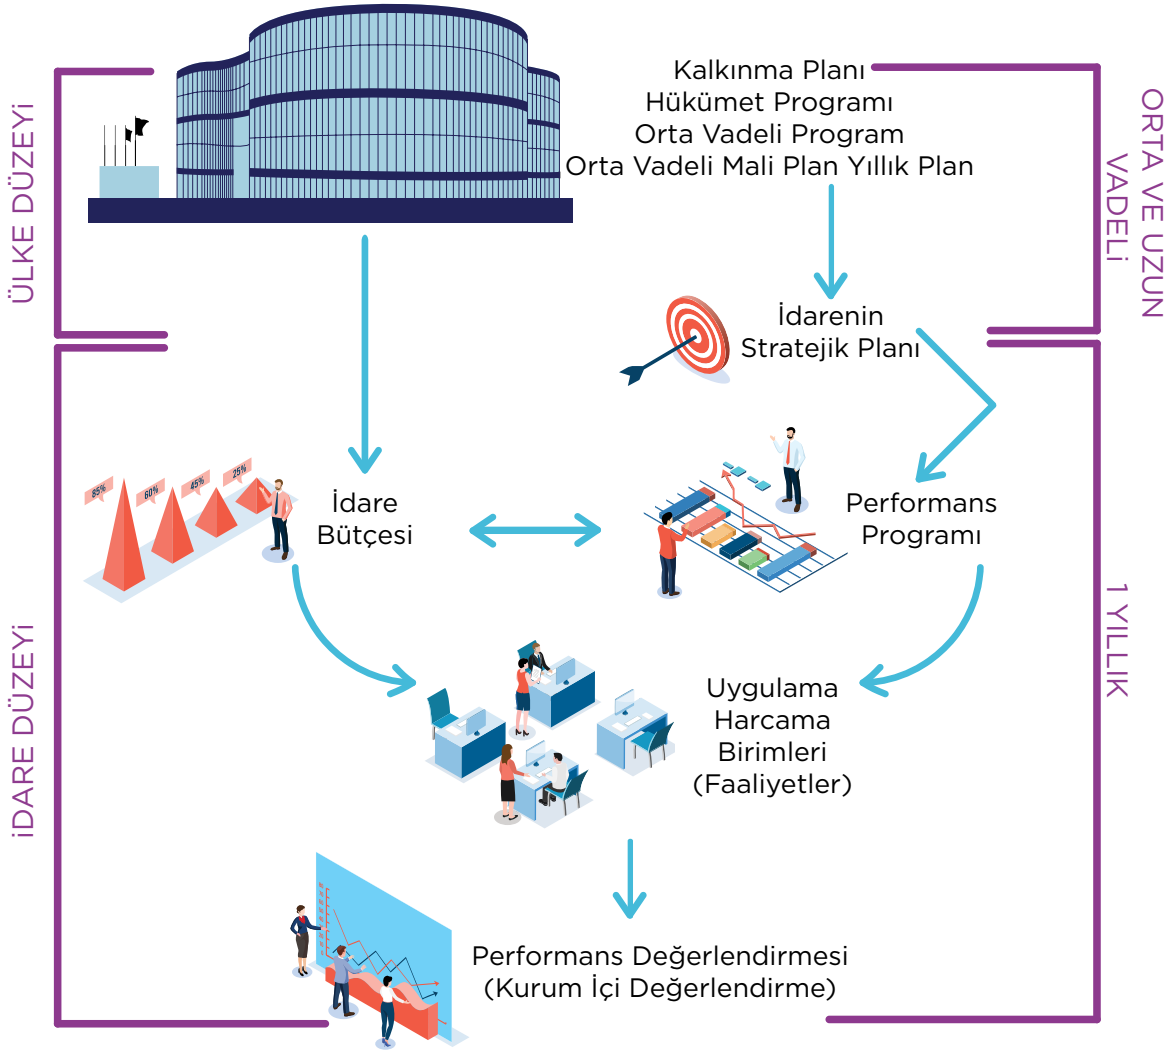 ÜLKE DÜZEYİ
Kalkınma Planı
Hükümet Programı
Orta Vadeli Program
Orta Vadeli Mali Plan Yıllık Plan
ORTA VE UZUN
VADELİ
İdarenin
Stratejik Planı
85%
60%
45%
25%
İdare
Bütçesi
Performans
Programı
İDARE DÜZEYİ
1 YILLIK
Uygulama
Harcama
Birimleri
(Faaliyetler)
Performans Değerlendirmesi
(Kurum İçi Değerlendirme)